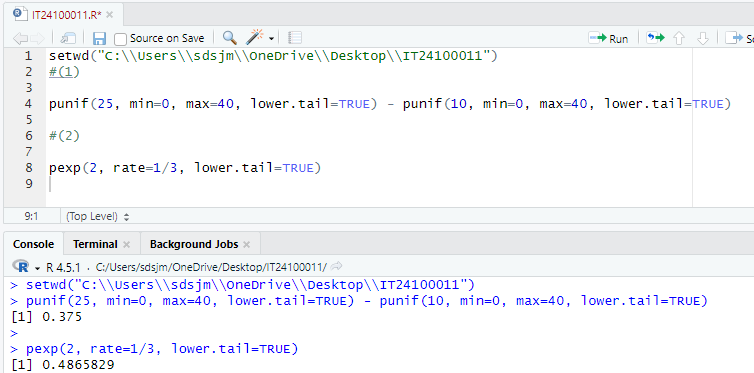 IT24100011.R*
Source on Save
Run
So
1 setwd("C:\\Users\\sdsjm\\OneDrive\\Desktop\\IT24100011")
2 #(1)
3
4 punif(25, min=0, max=40, lower.tail=TRUE) - punif(10, min=0, max=40, lower.tail=TRUE)
5
6 #(2)
7
8 pexp(2, rate=1/3, lower.tail=TRUE)
9
9:1 (Top Level)
Console Terminal Background Jobs
R R 4.5.1 · C:/Users/sdsjm/OneDrive/Desktop/IT24100011/
> setwd("C:\\Users\\sdsjm\\OneDrive\\Desktop\\IT24100011")
> punif(25, min=0, max=40, lower.tail=TRUE) - punif(10, min=0, max=40, lower.tail=TRUE)
[1] 0.375
>
> pexp(2, rate=1/3, lower.tail=TRUE)
[1] 0.4865829